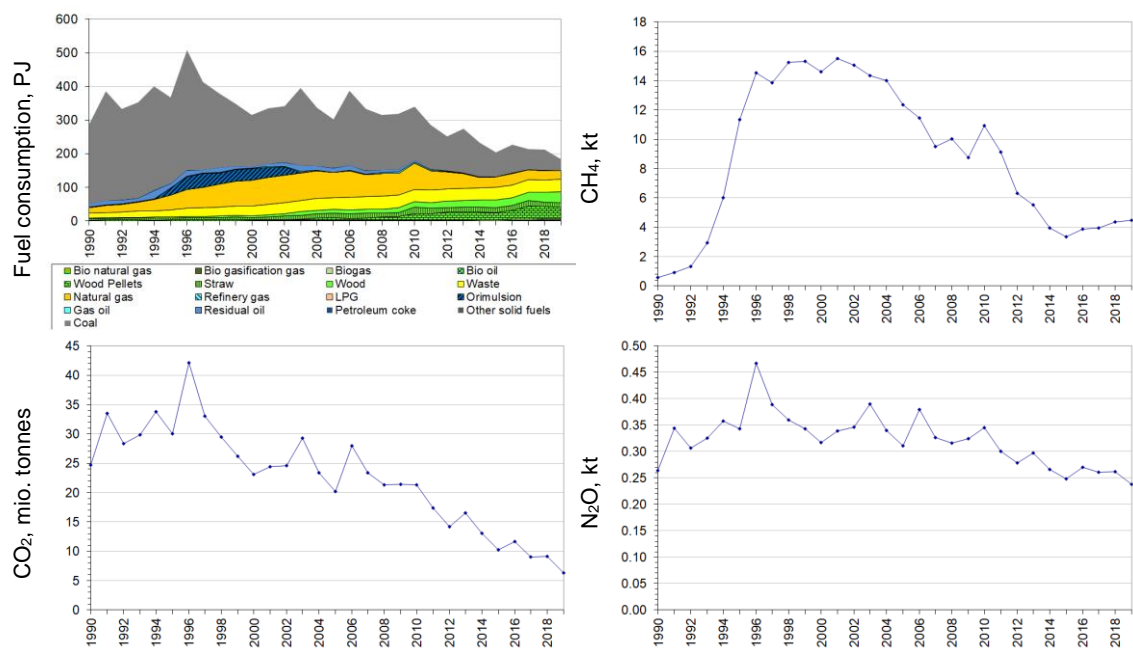 Fuel consumption, PJ
600
500
400
300
200
100
0
1990 1992 1994 1996 1998 2000 2002 2004 2006 2008 2010 2012 2014 2016 2018
Bio natural gas Bio gasification gas Biogas Bio oil
Wood Pellets Straw Wood Waste
Natural gas Refinery gas LPG Orimulsion
Gas oil Residual oil Petroleum coke Other solid fuels
Coal
CH₄, kt
18
16
14
12
10
8
6
4
2
0
1990 1992 1994 1996 1998 2000 2002 2004 2006 2008 2010 2012 2014 2016 2018
CO₂, mio. tonnes
45
40
35
30
25
20
15
10
5
0
1990 1992 1994 1996 1998 2000 2002 2004 2006 2008 2010 2012 2014 2016 2018
N₂O, kt
0.50
0.45
0.40
0.35
0.30
0.25
0.20
0.15
0.10
0.05
0.00
1990 1992 1994 1996 1998 2000 2002 2004 2006 2008 2010 2012 2014 2016 2018